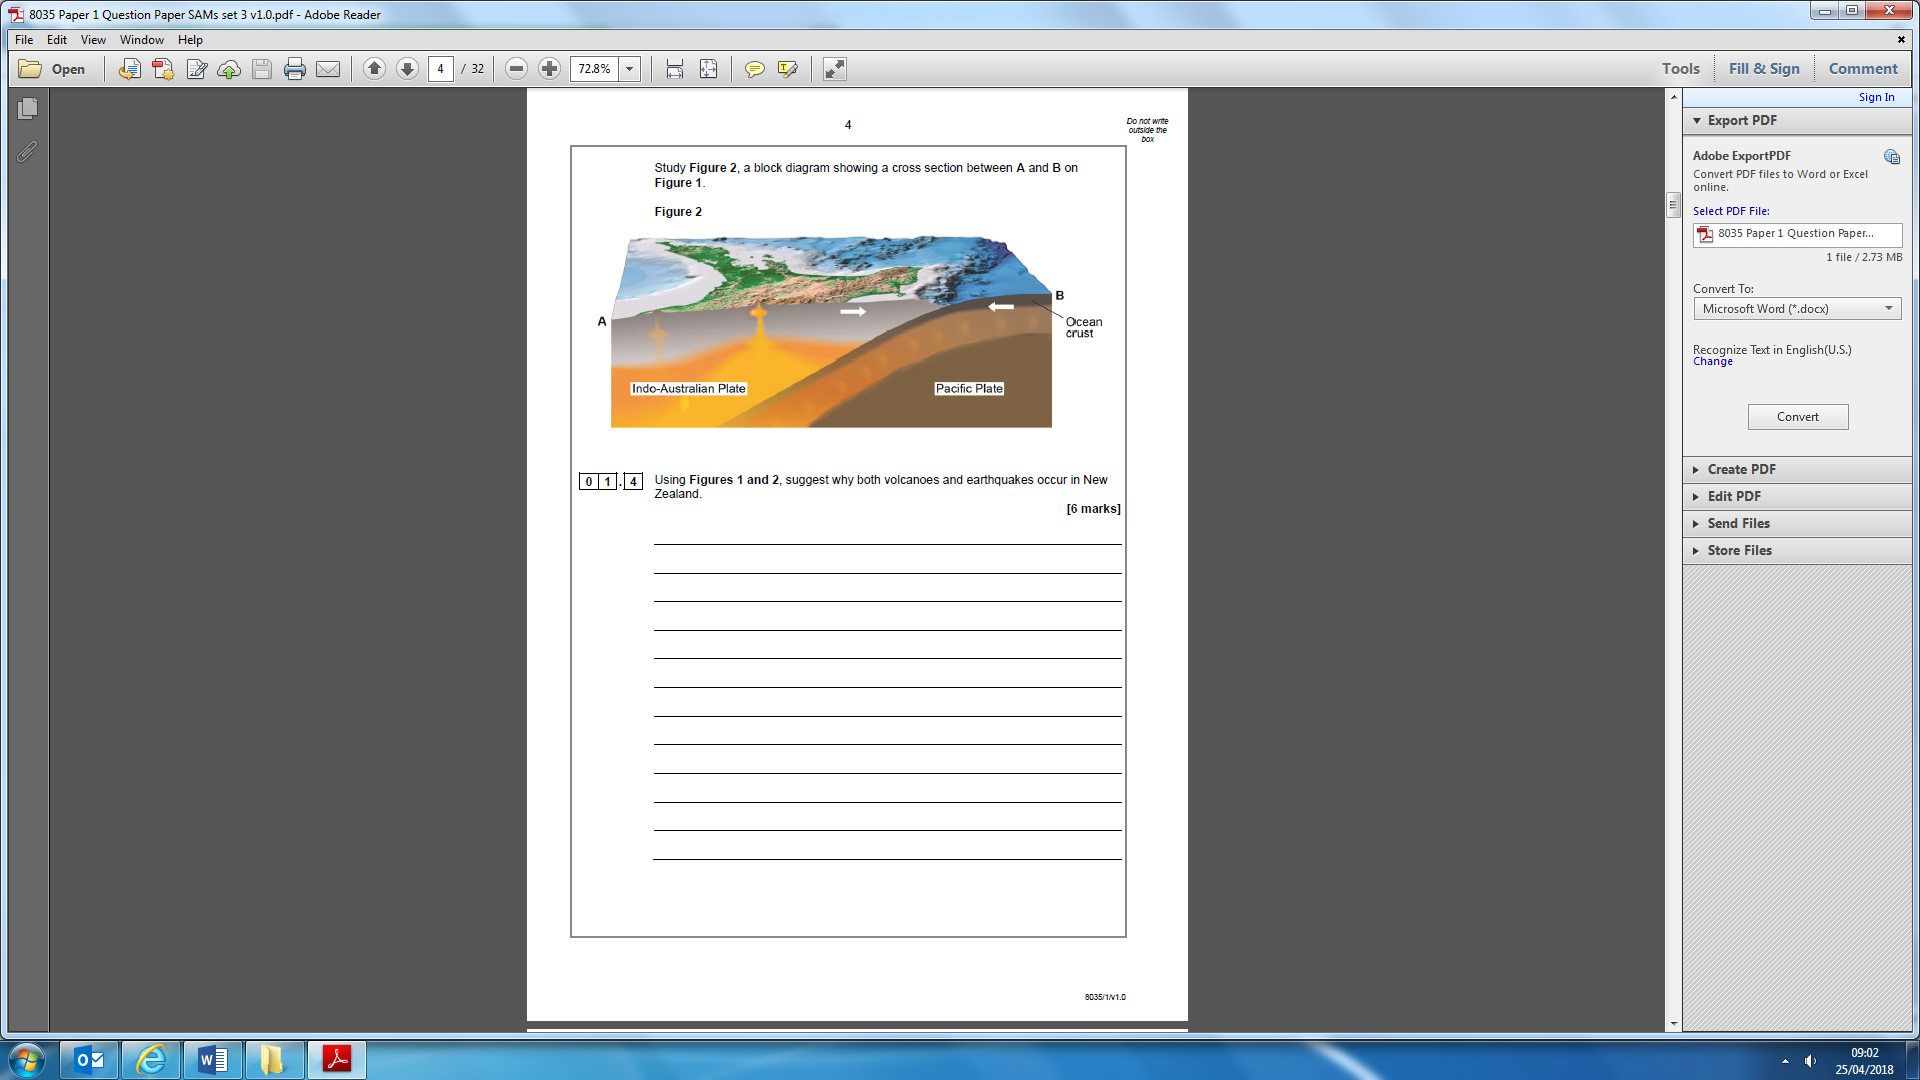 8035 Paper 1 Question Paper SAMs set 3 v1.0.pdf - Adobe Reader
File Edit View Window Help
Open
4 / 32
72.8%
Tools
Fill & Sign
Comment
Sign In
4
Do not write
outside the
box
Study Figure 2, a block diagram showing a cross section between A and B on
Figure 1.
Figure 2
A
B
Ocean
crust
Indo-Australian Plate
Pacific Plate
0 1 . 4
Using Figures 1 and 2, suggest why both volcanoes and earthquakes occur in New
Zealand.
[6 marks]
8035/1/v1.0
Export PDF
Adobe ExportPDF
Convert PDF files to Word or Excel
online.
Select PDF File:
8035 Paper 1 Question Paper...
1 file / 2.73 MB
Convert To:
Microsoft Word (*.docx)
Recognize Text in English(U.S.)
Change
Convert
Create PDF
Edit PDF
Send Files
Store Files
09:02
25/04/2018